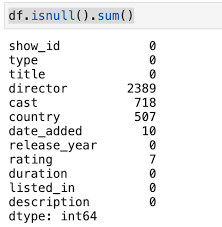 df.isnull().sum()
show_id 0
type 0
title 0
director 2389
cast 718
country 507
date_added 10
release_year 0
rating 7
duration 0
listed_in 0
description 0
dtype: int64